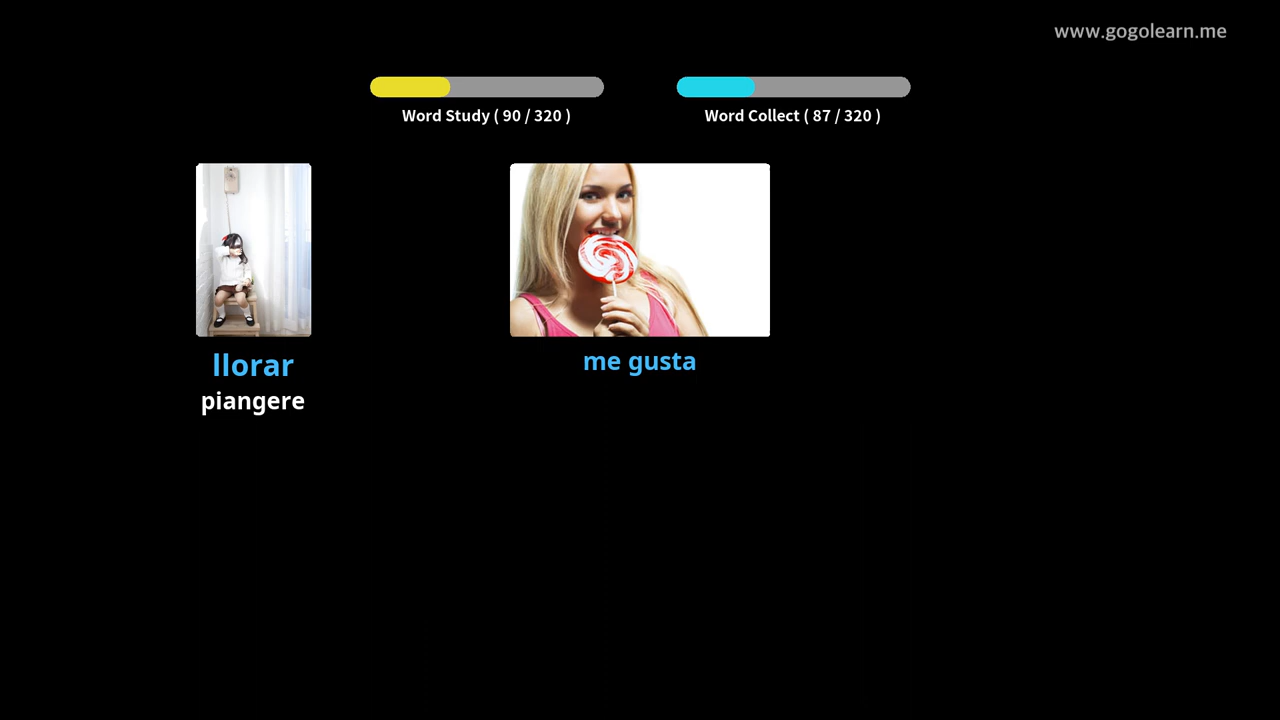 www.gogolearn.me
Word Study ( 90 / 320 )
Word Collect ( 87 / 320 )
llorar
piangere
me gusta